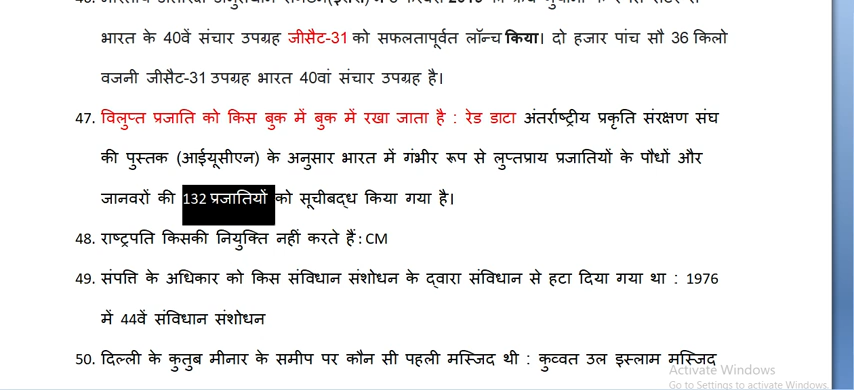 भारत के 40वें संचार उपग्रह जीसैट-31 को सफलतापूर्वत लॉन्च किया। दो हजार पांच सौ 36 किलो
वजनी जीसैट-31 उपग्रह भारत 40वां संचार उपग्रह है।
47. विलुप्त प्रजाति को किस बुक में बुक में रखा जाता है : रेड डाटा अंतर्राष्ट्रीय प्रकृति संरक्षण संघ
की पुस्तक (आईयूसीएन) के अनुसार भारत में गंभीर रूप से लुप्तप्राय प्रजातियों के पौधों और
जानवरों की 132 प्रजातियों को सूचीबद्ध किया गया है।
48. राष्ट्रपति किसकी नियुक्ति नहीं करते हैं : CM
49. संपत्ति के अधिकार को किस संविधान संशोधन के द्वारा संविधान से हटा दिया गया था : 1976
में 44वें संविधान संशोधन
50. दिल्ली के कुतुब मीनार के समीप पर कौन सी पहली मस्जिद थी : कुव्वत उल इस्लाम मस्जिद
Activate Windows
Go to Settings to activate Windows.